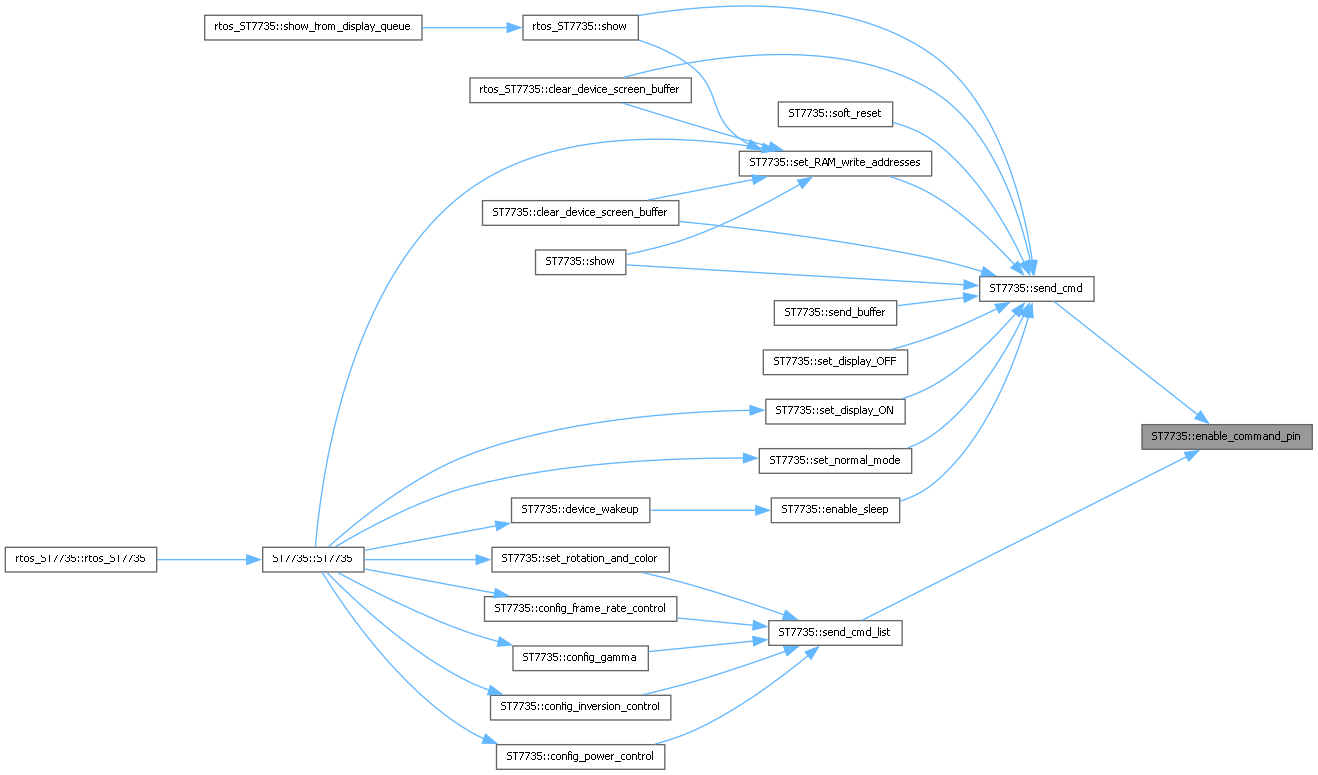 rtos_ST7735::show_from_display_queue
rtos_ST7735::show
rtos_ST7735::clear_device_screen_buffer
ST7735::soft_reset
ST7735::set_RAM_write_addresses
ST7735::clear_device_screen_buffer
ST7735::show
ST7735::send_cmd
ST7735::send_buffer
ST7735::set_display_OFF
ST7735::set_display_ON
ST7735::enable_command_pin
ST7735::set_normal_mode
ST7735::device_wakeup
ST7735::enable_sleep
rtos_ST7735::rtos_ST7735
ST7735::ST7735
ST7735::set_rotation_and_color
ST7735::config_frame_rate_control
ST7735::send_cmd_list
ST7735::config_gamma
ST7735::config_inversion_control
ST7735::config_power_control